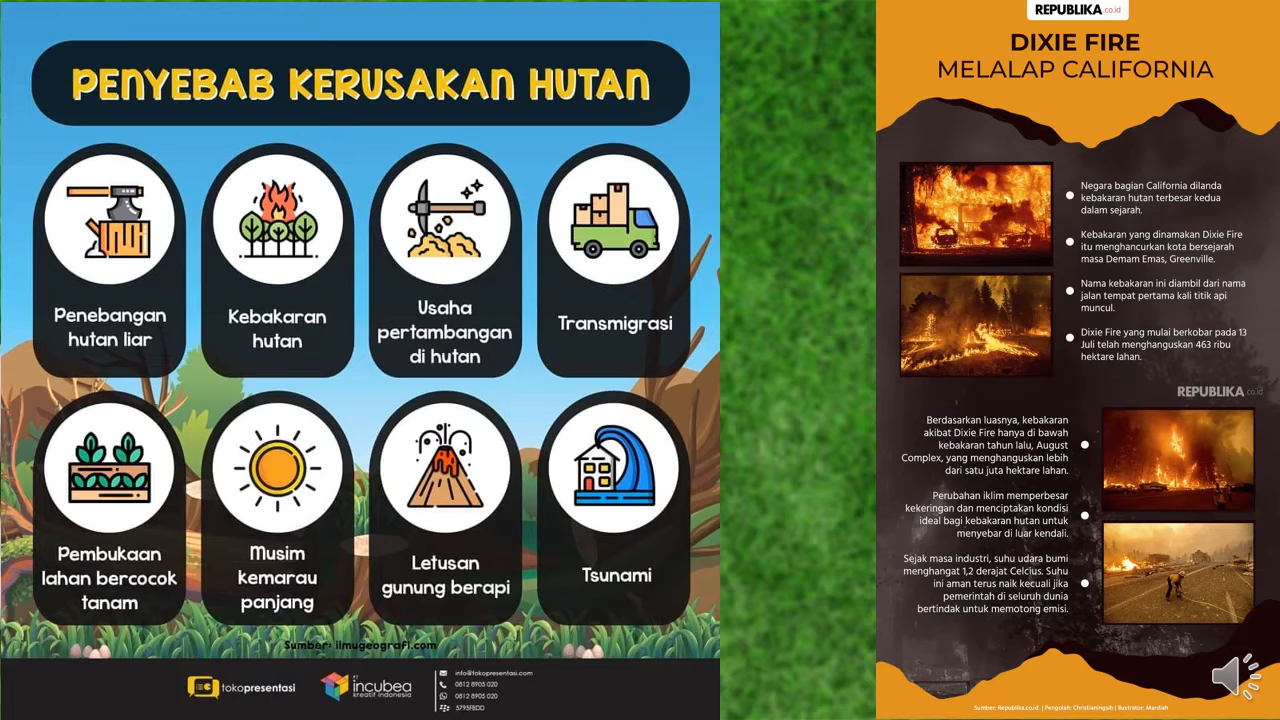 PENYEBAB KERUSAKAN HUTAN
Penebangan
hutan liar
Kebakaran
hutan
Usaha
pertambangan
di hutan
Transmigrasi
Pembukaan
lahan bercocok
tanam
Musim
kemarau
panjang
Letusan
gunung berapi
Tsunami
Sumber: ilmugeografi.com
tokopresentasi
PT
incubea
kreatif indonesia
info@tokopresentasi.com
0812 8905 020
0812 8905 020
5795FBDD
REPUBLIKA.co.id
DIXIE FIRE
MELALAP CALIFORNIA
Negara bagian California dilanda
kebakaran hutan terbesar kedua
dalam sejarah.
Kebakaran yang dinamakan Dixie Fire
itu menghancurkan kota bersejarah
masa Demam Emas, Greenville.
Nama kebakaran ini diambil dari nama
jalan tempat pertama kali titik api
muncul.
Dixie Fire yang mulai berkobar pada 13
Juli telah menghanguskan 463 ribu
hektare lahan.
REPUBLIKA.co.id
Berdasarkan luasnya, kebakaran
akibat Dixie Fire hanya di bawah
kebakaran tahun lalu, August
Complex, yang menghanguskan lebih
dari satu juta hektare lahan.
Perubahan iklim memperbesar
kekeringan dan menciptakan kondisi
ideal bagi kebakaran hutan untuk
menyebar di luar kendali.
Sejak masa industri, suhu udara bumi
menghangat 1,2 derajat Celcius. Suhu
ini aman terus naik kecuali jika
pemerintah di seluruh dunia
bertindak untuk memotong emisi.
Sumber: Republika.co.id | Pengolah: Christianingsih | Ilustrator: Mardiah